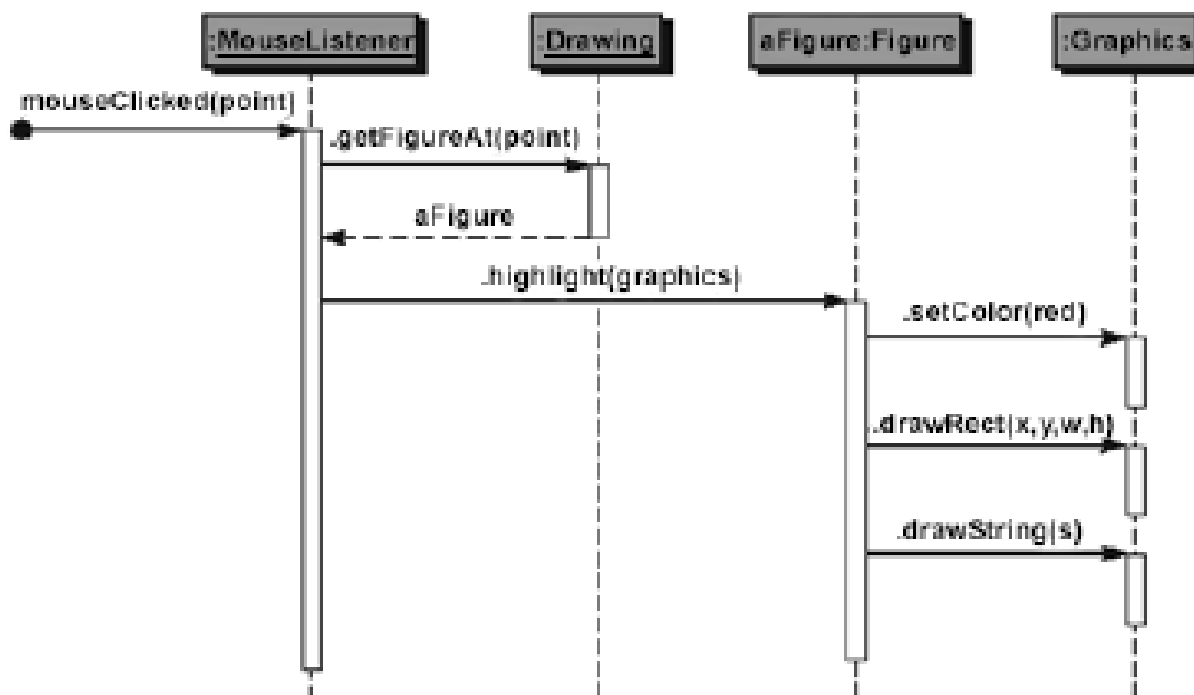 :MouseListener
:Drawing
aFigure:Figure
:Graphics
mouseClicked(point)
.getFigureAt(point)
aFigure
.highlight(graphics)
.setColor(red)
.drawRect(x,y,w,h)
.drawString(s)